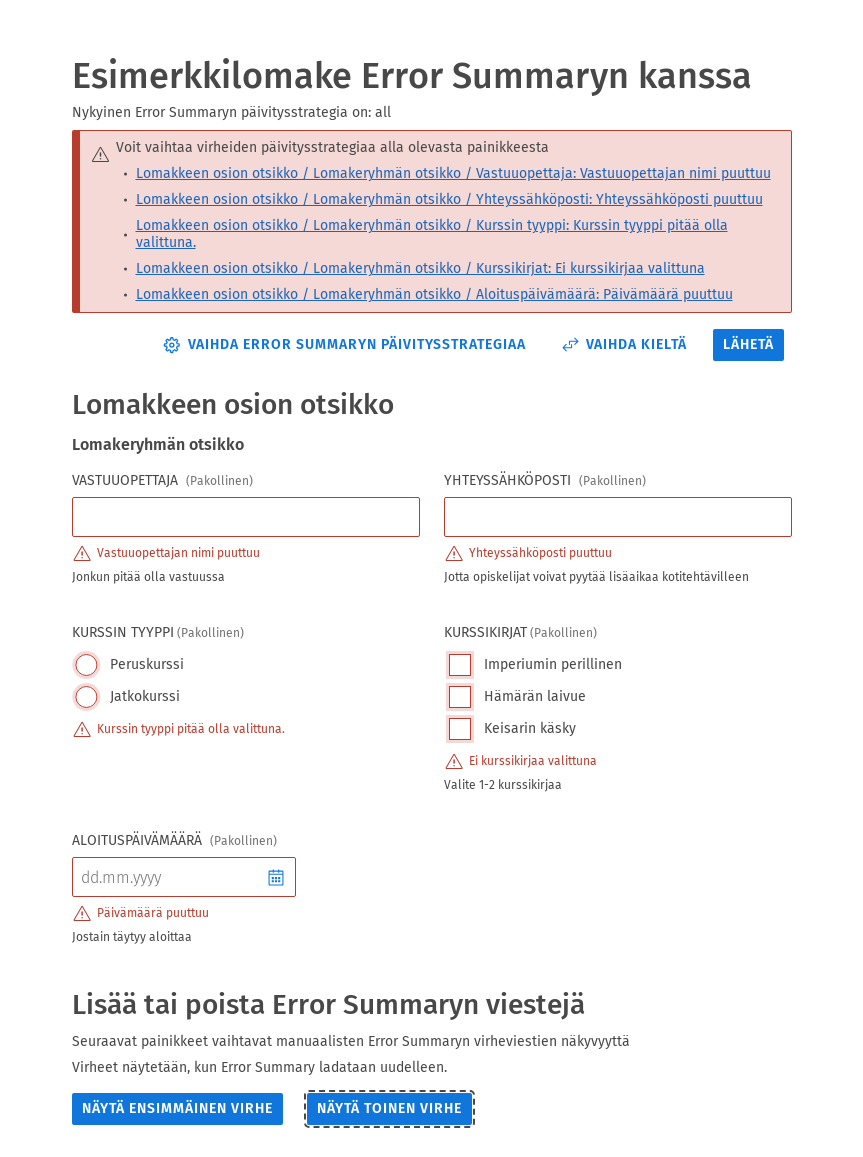 Esimerkkilomake Error Summaryn kanssa
Nykyinen Error Summaryn päivitysstrategia on: all
Voit vaihtaa virheiden päivitysstrategiaa alla olevasta painikkeesta
Lomakkeen osion otsikko / Lomakeryhmän otsikko / Vastuuopettaja: Vastuuopettajan nimi puuttuu
Lomakkeen osion otsikko / Lomakeryhmän otsikko / Yhteyssähköposti: Yhteyssähköposti puuttuu
Lomakkeen osion otsikko / Lomakeryhmän otsikko / Kurssin tyyppi: Kurssin tyyppi pitää olla
valittuna.
Lomakkeen osion otsikko / Lomakeryhmän otsikko / Kurssikirjat: Ei kurssikirjaa valittuna
Lomakkeen osion otsikko / Lomakeryhmän otsikko / Aloituspäivämäärä: Päivämäärä puuttuu
VAIHDA ERROR SUMMARYN PÄIVITYSSTRATEGIAA VAIHDA KIELTÄ LÄHETÄ
Lomakkeen osion otsikko
Lomakeryhmän otsikko
VASTUUOPETTAJA (Pakollinen) YHTEYSSÄHKÖPOSTI (Pakollinen)
Vastuuopettajan nimi puuttuu Yhteyssähköposti puuttuu
Jonkun pitää olla vastuussa Jotta opiskelijat voivat pyytää lisäaikaa kotitehtävilleen
KURSSIN TYYPPI (Pakollinen) KURSSIKIRJAT (Pakollinen)
Peruskurssi Imperiumin perillinen
Jatkokurssi Hämärän laivue
Kurssin tyyppi pitää olla valittuna. Keisarin käsky
Ei kurssikirjaa valittuna
Valite 1-2 kurssikirjaa
ALOITUSPÄIVÄMÄÄRÄ (Pakollinen)
dd.mm.yyyy
Päivämäärä puuttuu
Jostain täytyy aloittaa
Lisää tai poista Error Summaryn viestejä
Seuraavat painikkeet vaihtavat manuaalisten Error Summaryn virheviestien näkyvyyttä
Virheet näytetään, kun Error Summary ladataan uudelleen.
NÄYTÄ ENSIMMÄINEN VIRHE NÄYTÄ TOINEN VIRHE